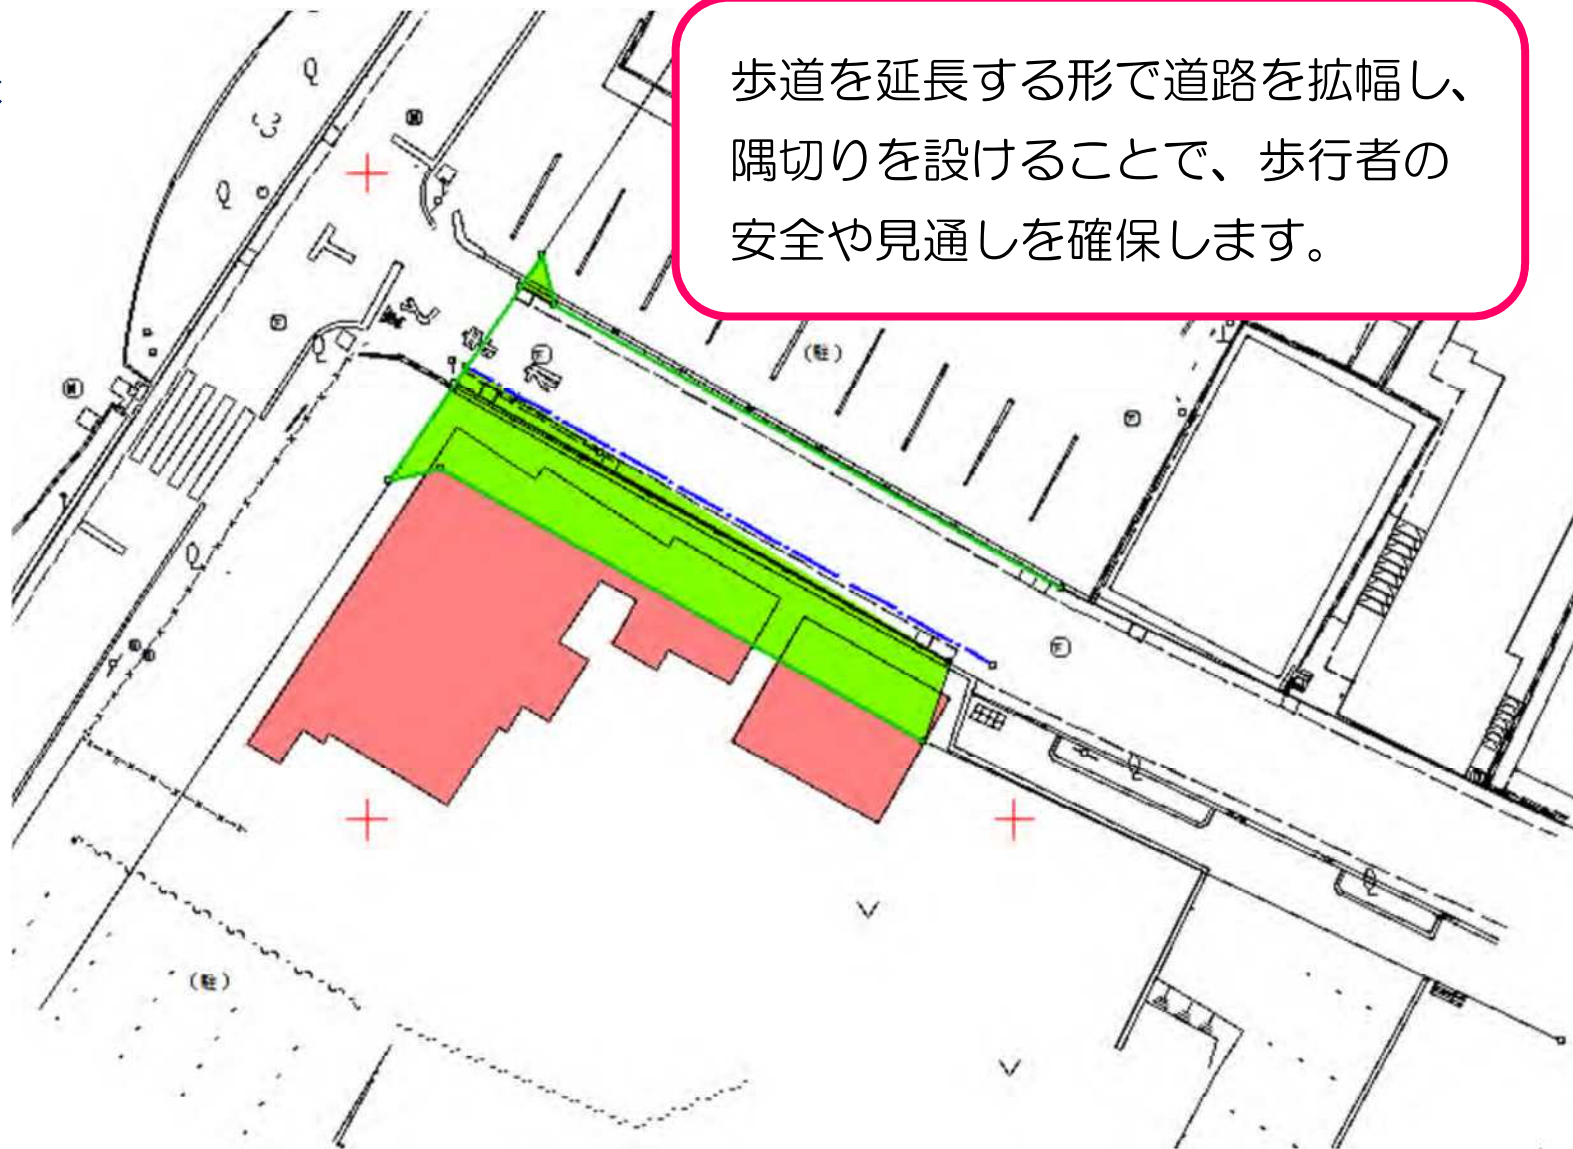 歩道を延長する形で道路を拡幅し、
隅切りを設けることで、歩行者の
安全や見通しを確保します。
(駐)
(駐)